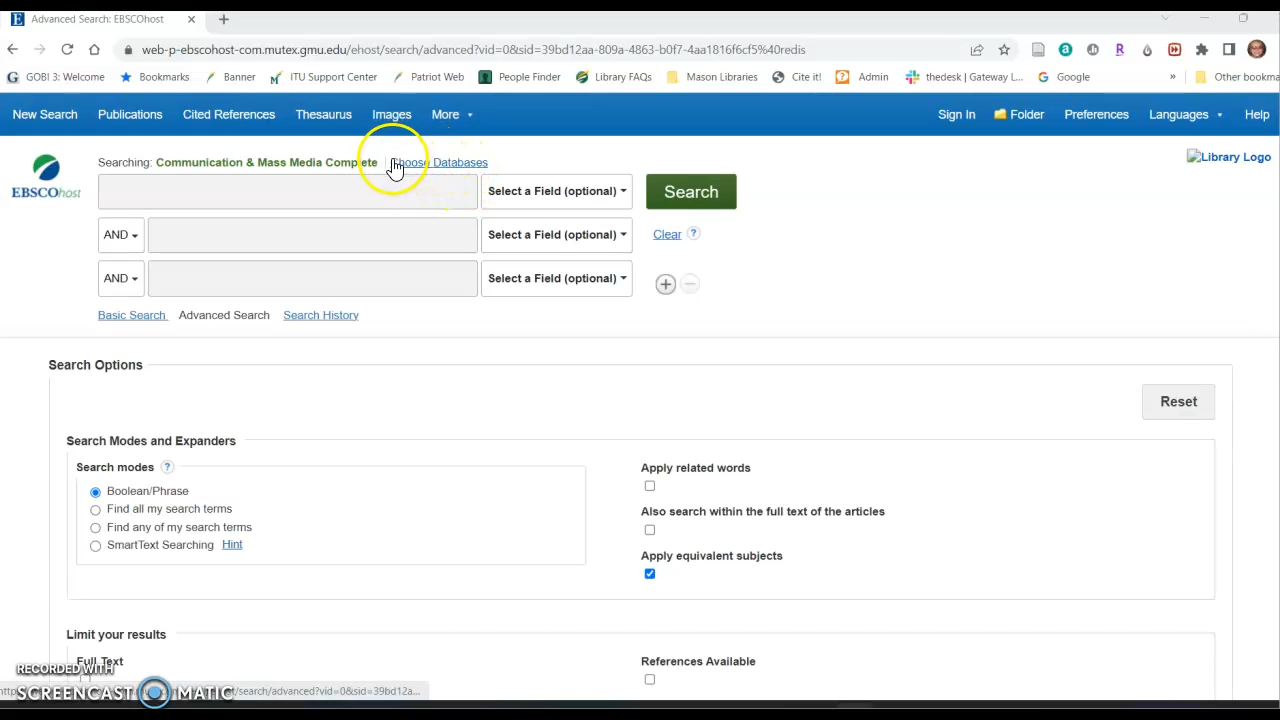 Advanced Search: EBSCOhost
web-p-ebscohost-com.mutex.gmu.edu/ehost/search/advanced?vid=0&sid=39bd12aa-809a-4863-b0f7-4aa1816f6cf5%40redis
GOBI 3: Welcome Bookmarks Banner ITU Support Center Patriot Web People Finder Library FAQs Mason Libraries Cite it! Admin thedesk | Gateway L... Google » Other bookma
New Search Publications Cited References Thesaurus Images More Sign In Folder Preferences Languages Help
Searching: Communication & Mass Media Complete | Choose Databases
Library Logo
EBSCOhost
Select a Field (optional) Search
AND Select a Field (optional) Clear ?
AND Select a Field (optional)
Basic Search Advanced Search Search History
Search Options
Reset
Search Modes and Expanders
Search modes ?
Boolean/Phrase
Find all my search terms
Find any of my search terms
SmartText Searching Hint
Apply related words
Also search within the full text of the articles
Apply equivalent subjects
Limit your results
Full Text
References Available
RECORDED WITH
SCREENCAST MATIC
t/search/advanced?vid=0&sid=39bd12a...